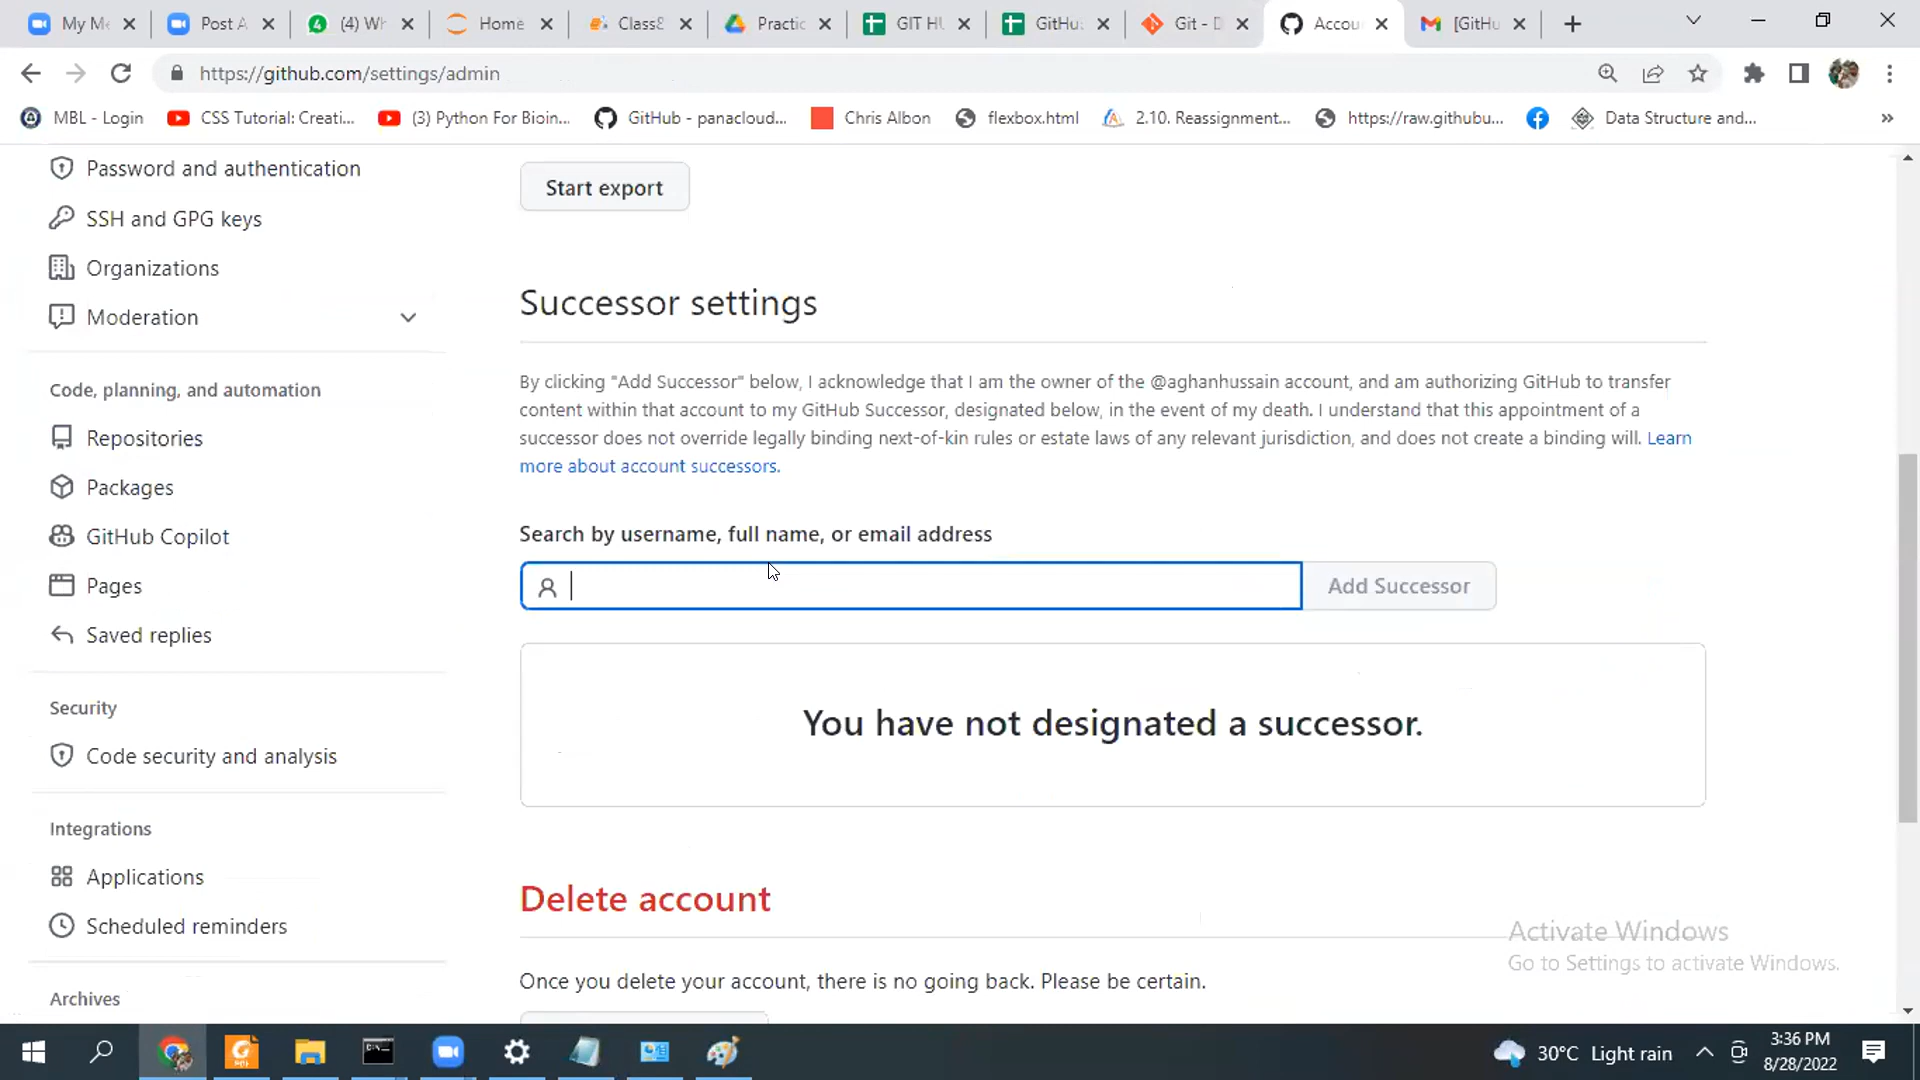 My Me
Post A
(4) Wh
Home
Class8
Practic
GIT HU
GitHu
Git - D
Accou
[GitHu
https://github.com/settings/admin
MBL - Login
CSS Tutorial: Creati...
(3) Python For Bioin...
GitHub - panacloud...
Chris Albon
flexbox.html
2.10. Reassignment...
https://raw.githubu...
Data Structure and...
»
Password and authentication
SSH and GPG keys
Organizations
Moderation
Code, planning, and automation
Repositories
Packages
GitHub Copilot
Pages
Saved replies
Security
Code security and analysis
Integrations
Applications
Scheduled reminders
Archives
Start export
Successor settings
By clicking "Add Successor" below, I acknowledge that I am the owner of the @aghanhussain account, and am authorizing GitHub to transfer
content within that account to my GitHub Successor, designated below, in the event of my death. I understand that this appointment of a
successor does not override legally binding next-of-kin rules or estate laws of any relevant jurisdiction, and does not create a binding will. Learn
more about account successors.
Search by username, full name, or email address
Add Successor
You have not designated a successor.
Delete account
Once you delete your account, there is no going back. Please be certain.
Activate Windows
Go to Settings to activate Windows.
30°C Light rain
3:36 PM
8/28/2022